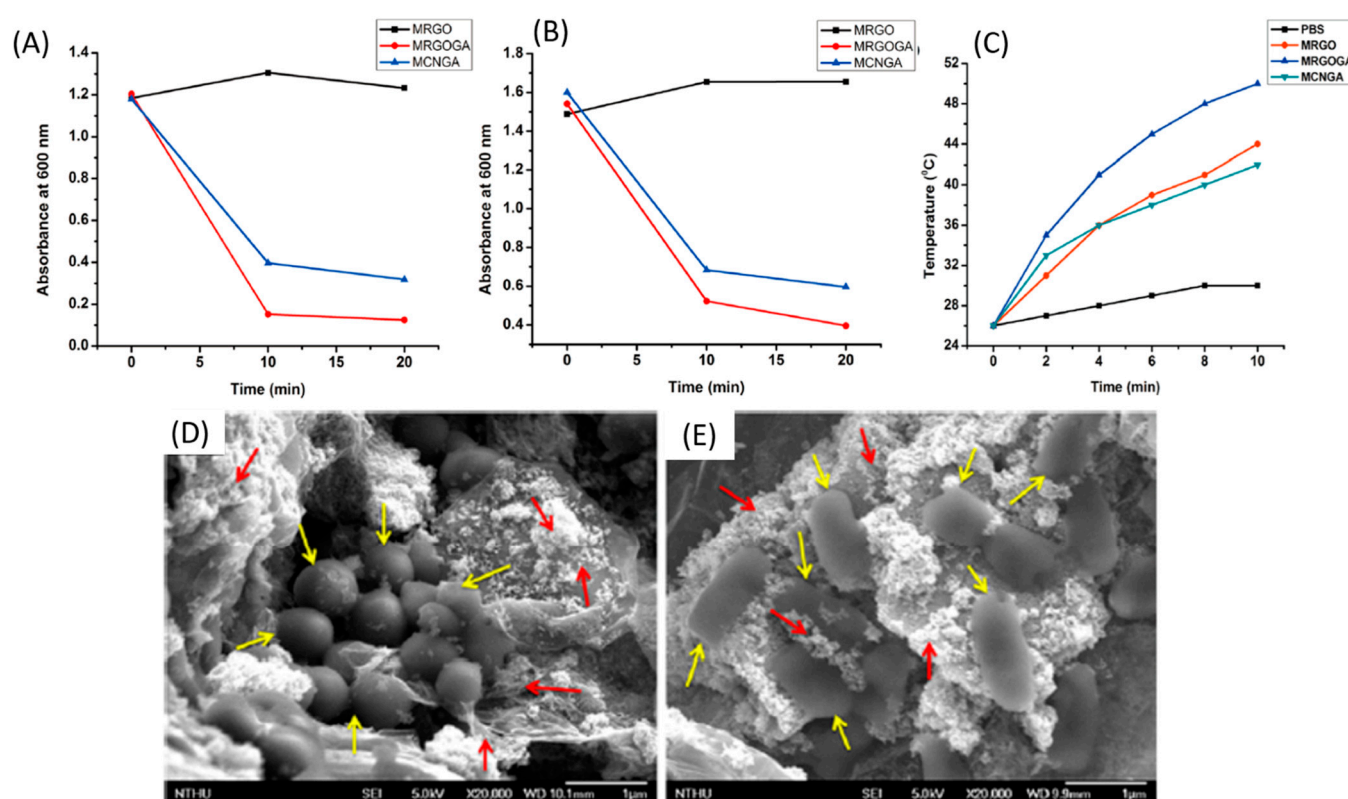 (A)
MRGO
MRGOGA
MCNGA
1.4
1.2
1.0
0.8
0.6
0.4
0.2
0.0
Absorbance at 600 nm
0 5 10 15 20
Time (min)
(B)
MRGO
MRGOGA
MCNGA
)
1.8
1.6
1.4
1.2
1.0
0.8
0.6
0.4
Absorbance at 600 nm
0 5 10 15 20
Time (min)
(C)
PBS
MRGO
MRGOGA
MCNGA
52
48
44
40
36
32
28
24
Temperature (⁰C)
0 2 4 6 8 10
Time (min)
(D)
NTHU SEI 5.0kV X20,000 WD 10.1mm 1μm
(E)
NTHU SEI 5.0kV X20,000 WD 9.9mm 1μm